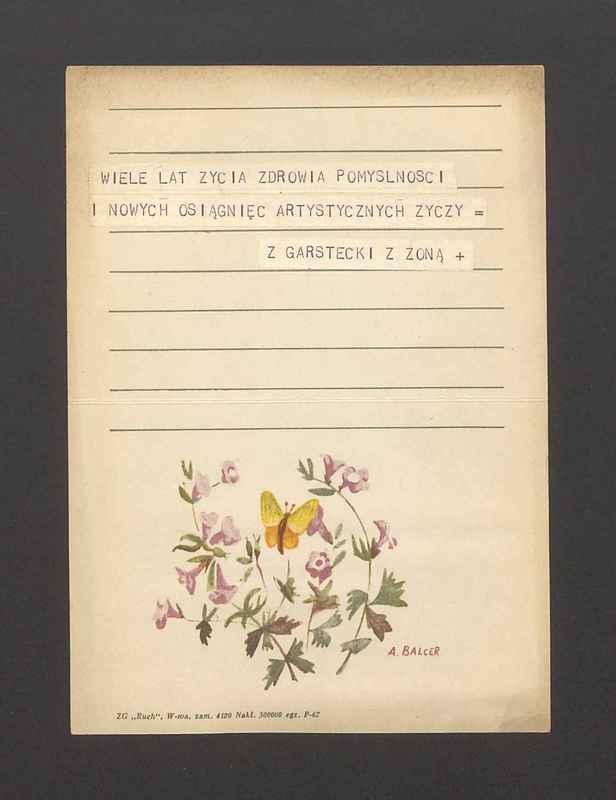 WIELE LAT ZYCIA ZDROWIA POMYSLNOSCI
I NOWYCH OSIĄGNIĘC ARTYSTYCZNYCH ZYCZY =
Z GARSTECKI Z ZONĄ +
A. BALCER
ZG „Ruch“, W-wa, zam. 4120 Nakł. 500000 egz. P-42